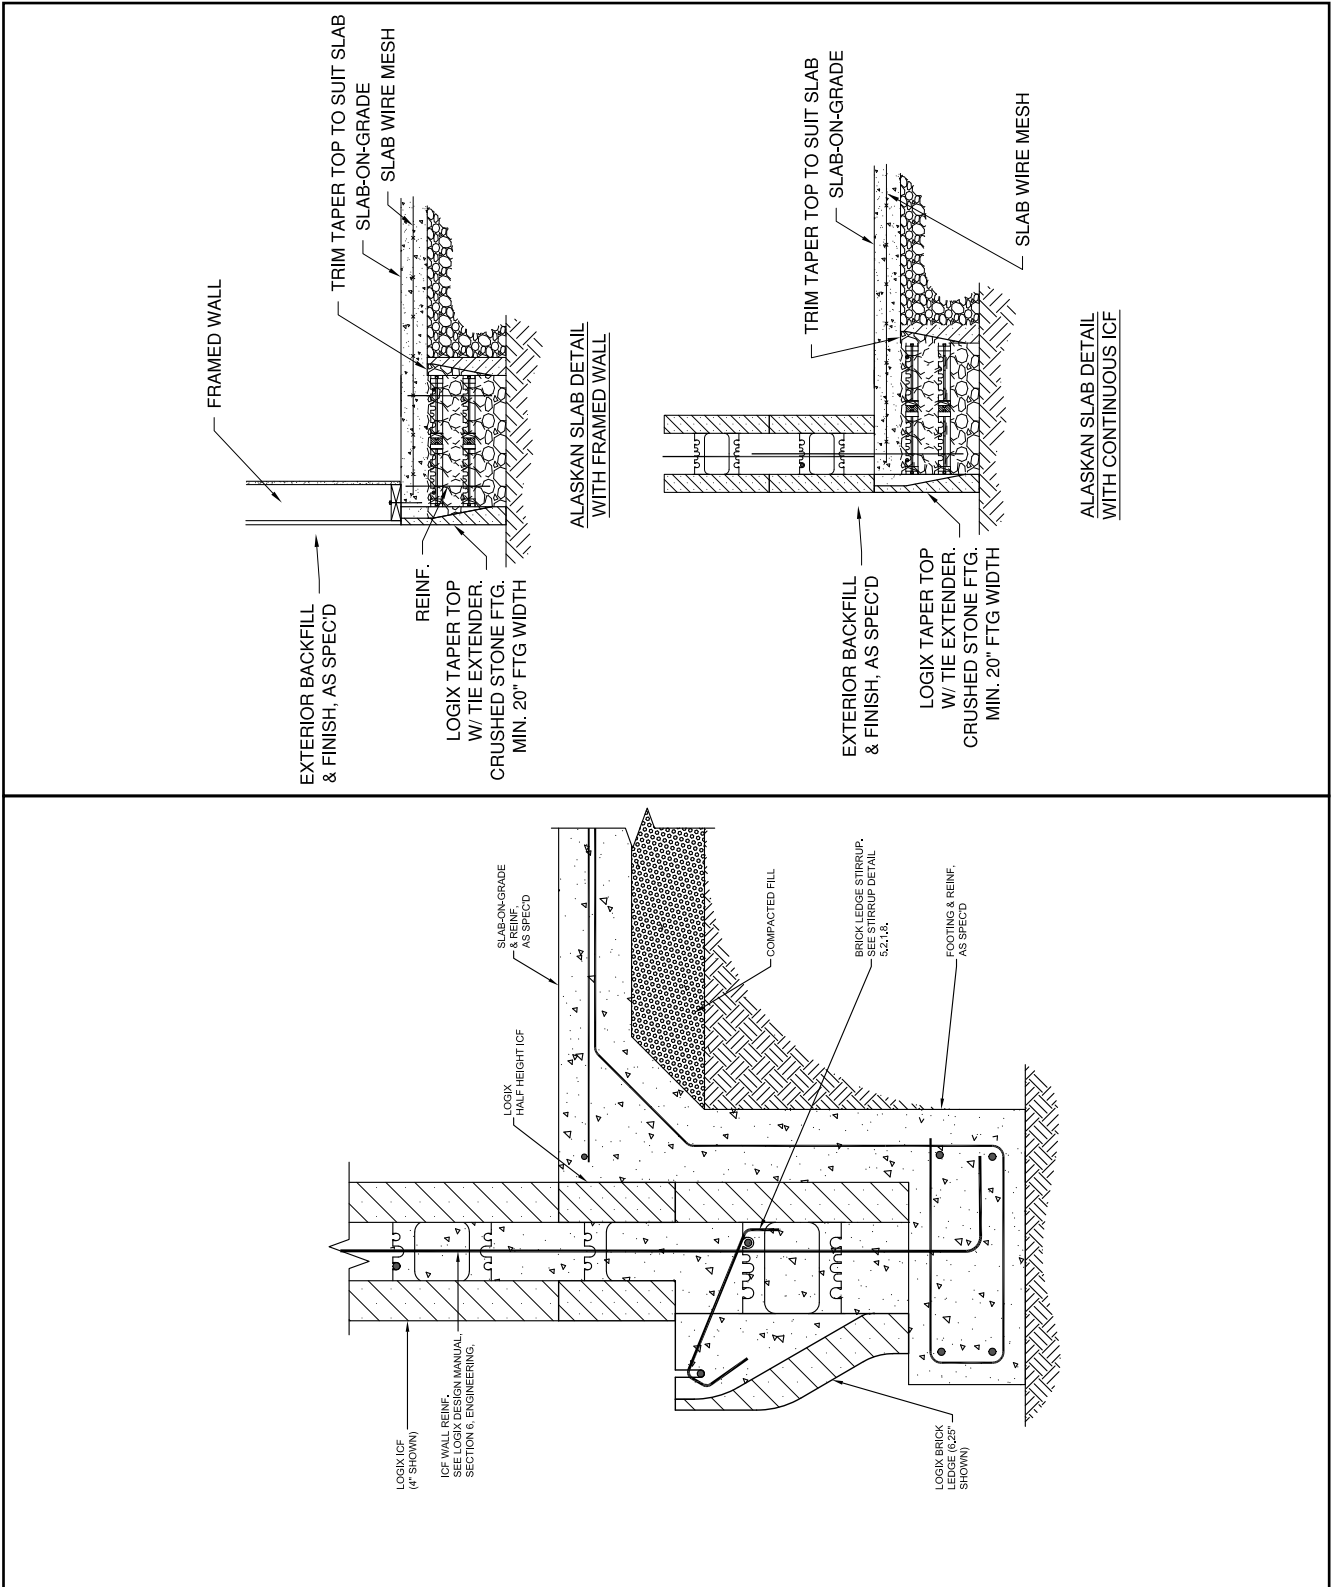 FRAMED WALL
TRIM TAPER TOP TO SUIT SLAB
SLAB-ON-GRADE
SLAB WIRE MESH
EXTERIOR BACKFILL
& FINISH, AS SPEC'D
REINF.
LOGIX TAPER TOP
W/ TIE EXTENDER.
CRUSHED STONE FTG.
MIN. 20" FTG WIDTH
ALASKAN SLAB DETAIL
WITH FRAMED WALL
TRIM TAPER TOP TO SUIT SLAB
SLAB-ON-GRADE
SLAB WIRE MESH
EXTERIOR BACKFILL
& FINISH, AS SPEC'D
LOGIX TAPER TOP
W/ TIE EXTENDER.
CRUSHED STONE FTG.
MIN. 20" FTG WIDTH
ALASKAN SLAB DETAIL
WITH CONTINUOUS ICF
SLAB-ON-GRADE
& REINF,
AS SPEC'D
LOGIX
HALF HEIGHT ICF
COMPACTED FILL
BRICK LEDGE STIRRUP.
SEE STIRRUP DETAIL
5.2.1.8.
FOOTING & REINF,
AS SPEC'D
LOGIX ICF
(4" SHOWN)
ICF WALL REINF.
SEE LOGIX DESIGN MANUAL,
SECTION 6, ENGINEERING,
LOGIX BRICK
LEDGE (6.25"
SHOWN)